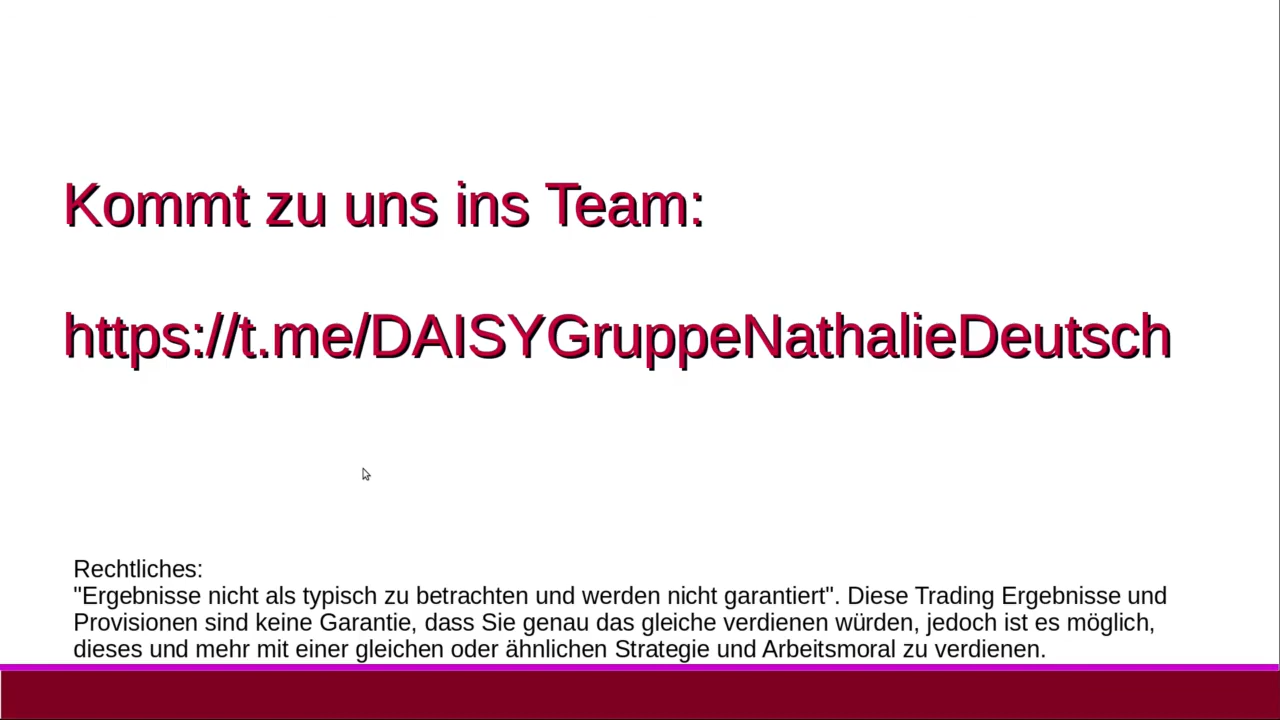 Kommt zu uns ins Team:
https://t.me/DAISYGruppeNathalieDeutsch
Rechtliches:
"Ergebnisse nicht als typisch zu betrachten und werden nicht garantiert". Diese Trading Ergebnisse und
Provisionen sind keine Garantie, dass Sie genau das gleiche verdienen würden, jedoch ist es möglich,
dieses und mehr mit einer gleichen oder ähnlichen Strategie und Arbeitsmoral zu verdienen.